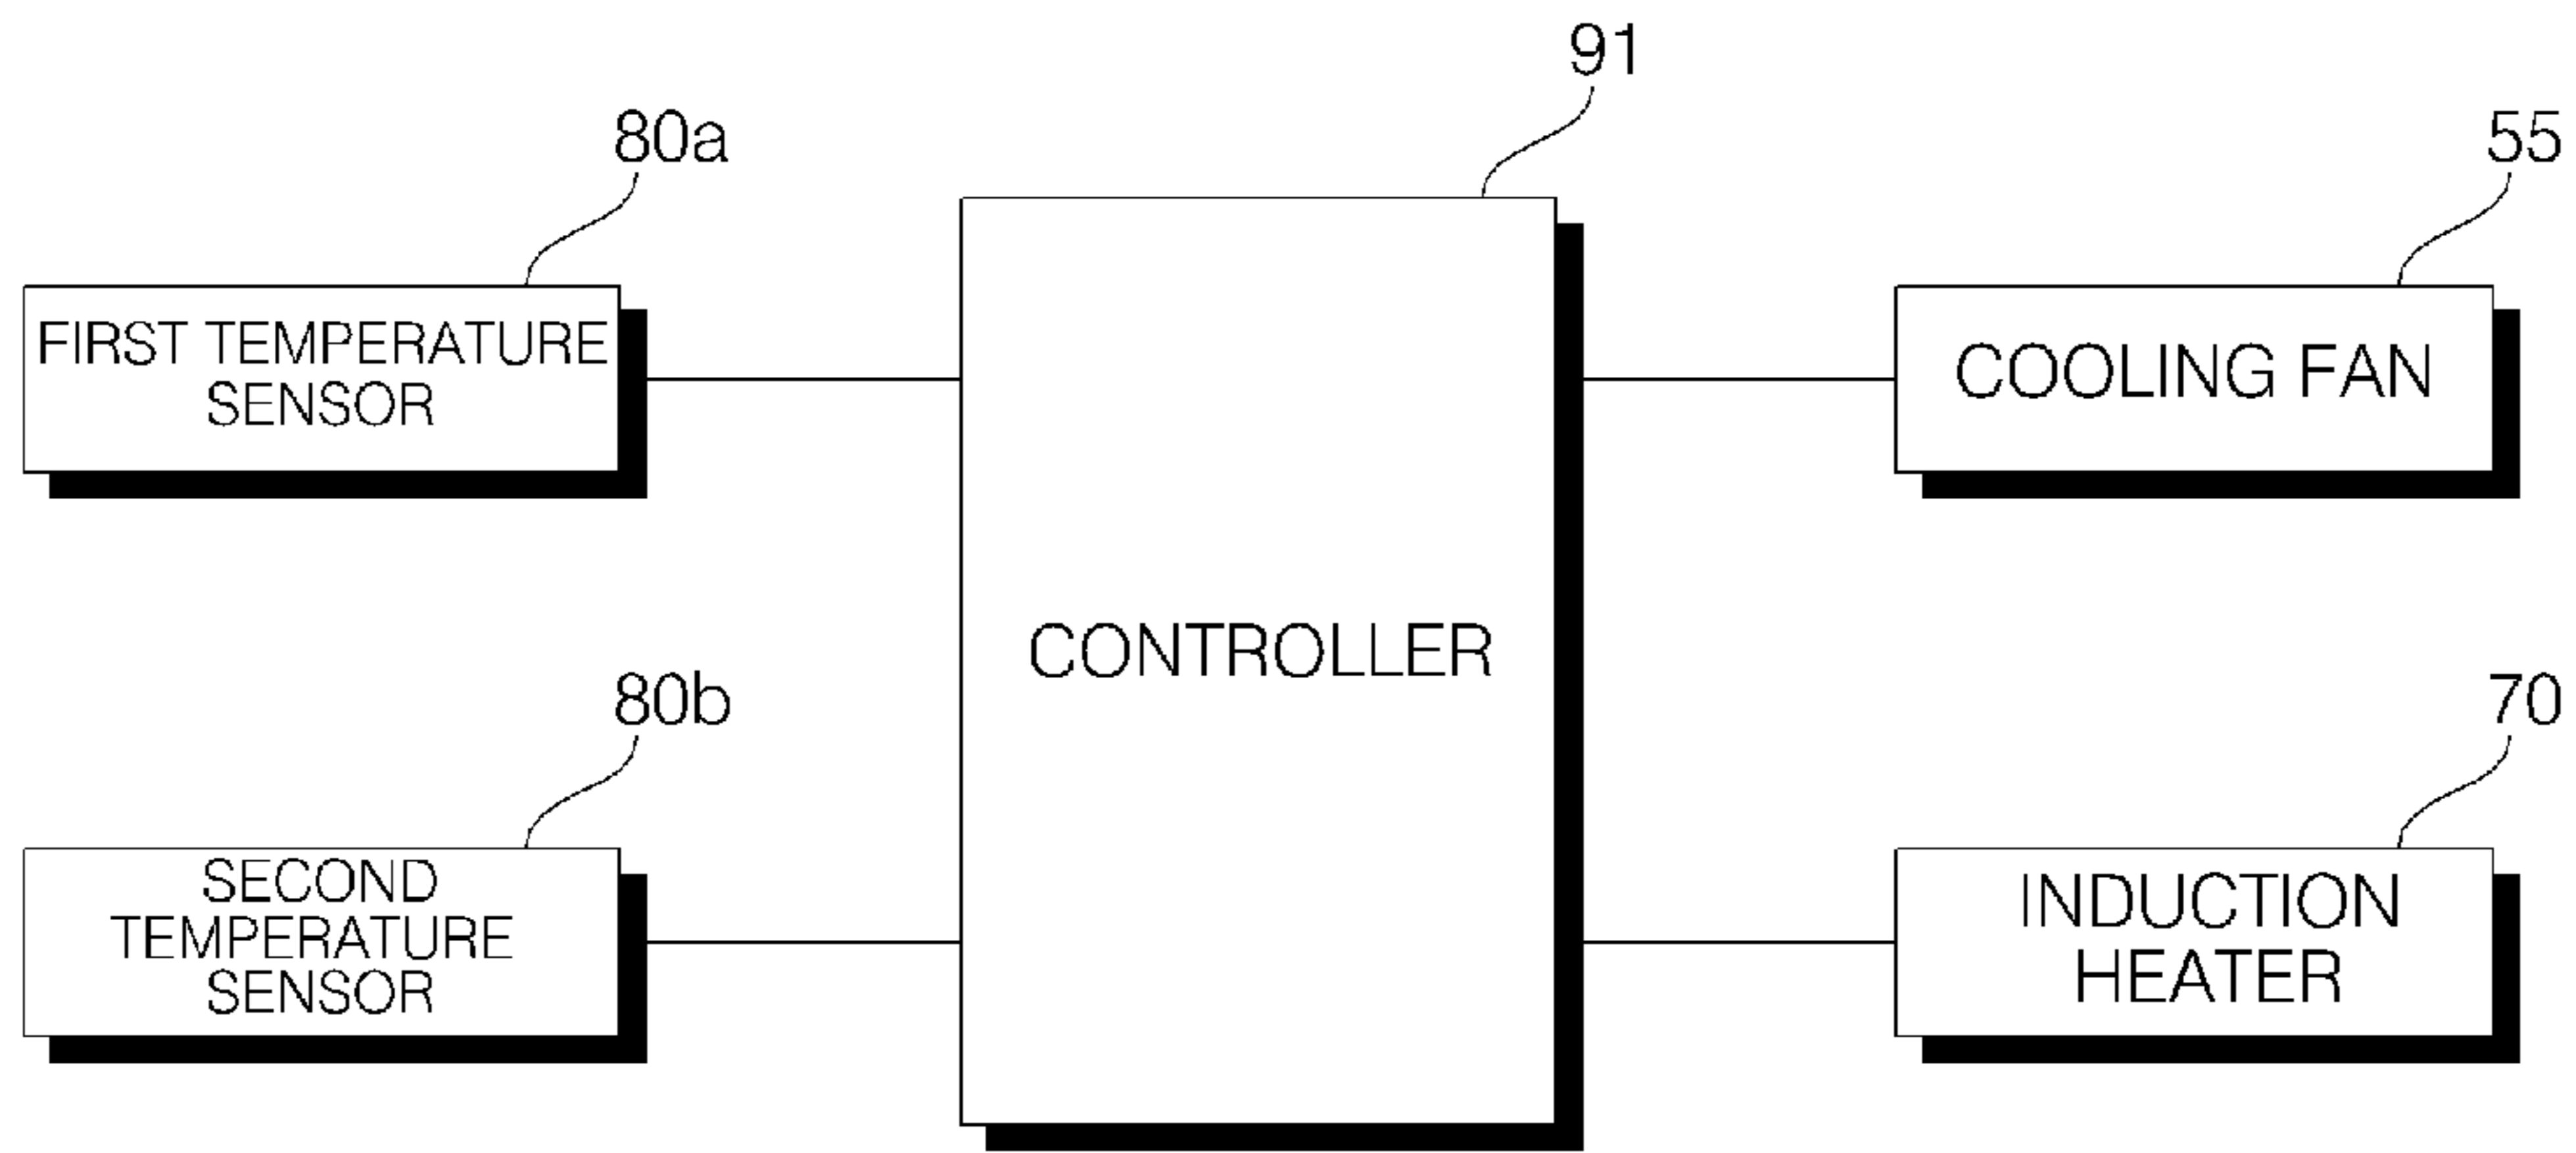 91
80a
55
FIRST TEMPERATURE
SENSOR
COOLING FAN
CONTROLLER
80b
70
SECOND
TEMPERATURE
SENSOR
INDUCTION
HEATER